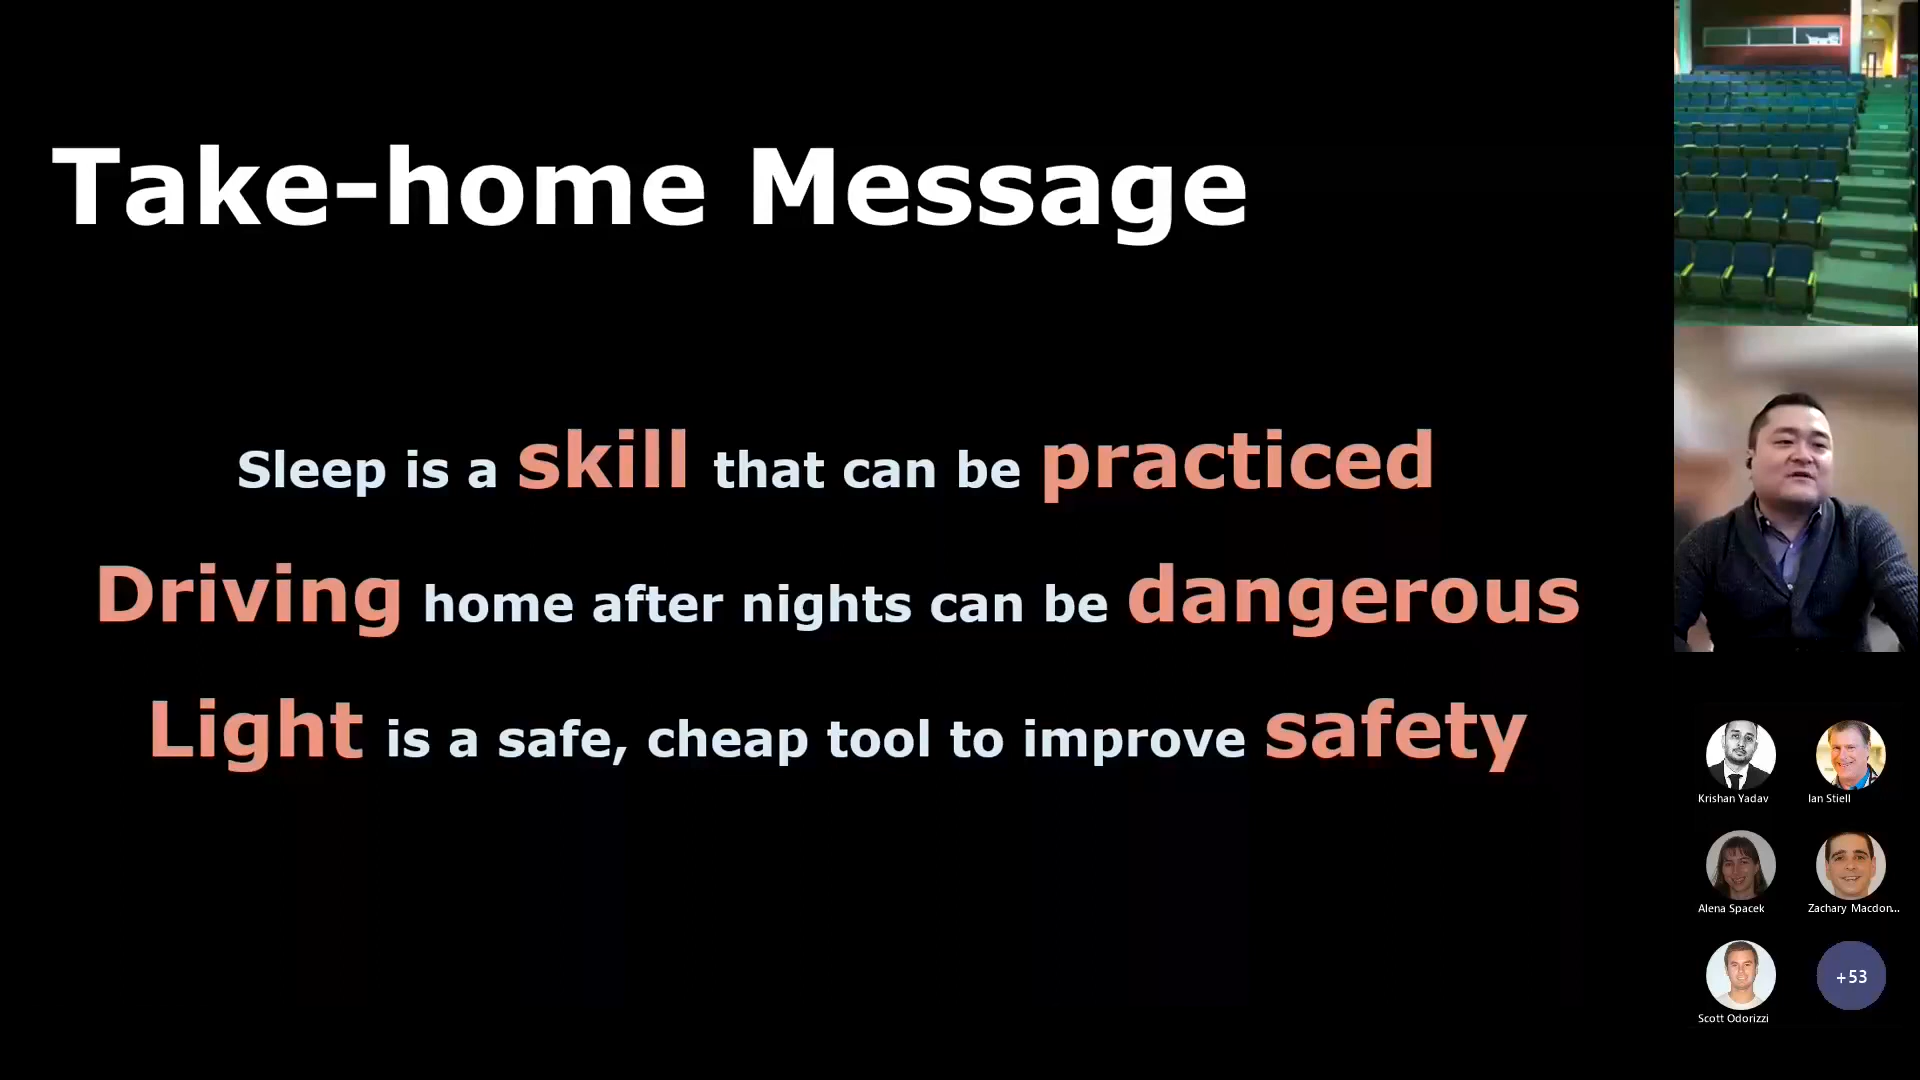 Take-home Message
Sleep is a skill that can be practiced
Driving home after nights can be dangerous
Light is a safe, cheap tool to improve safety
Krishan Yadav
Ian Stiell
Alena Spacek
Zachary Macdon...
Scott Odorizzi
+53